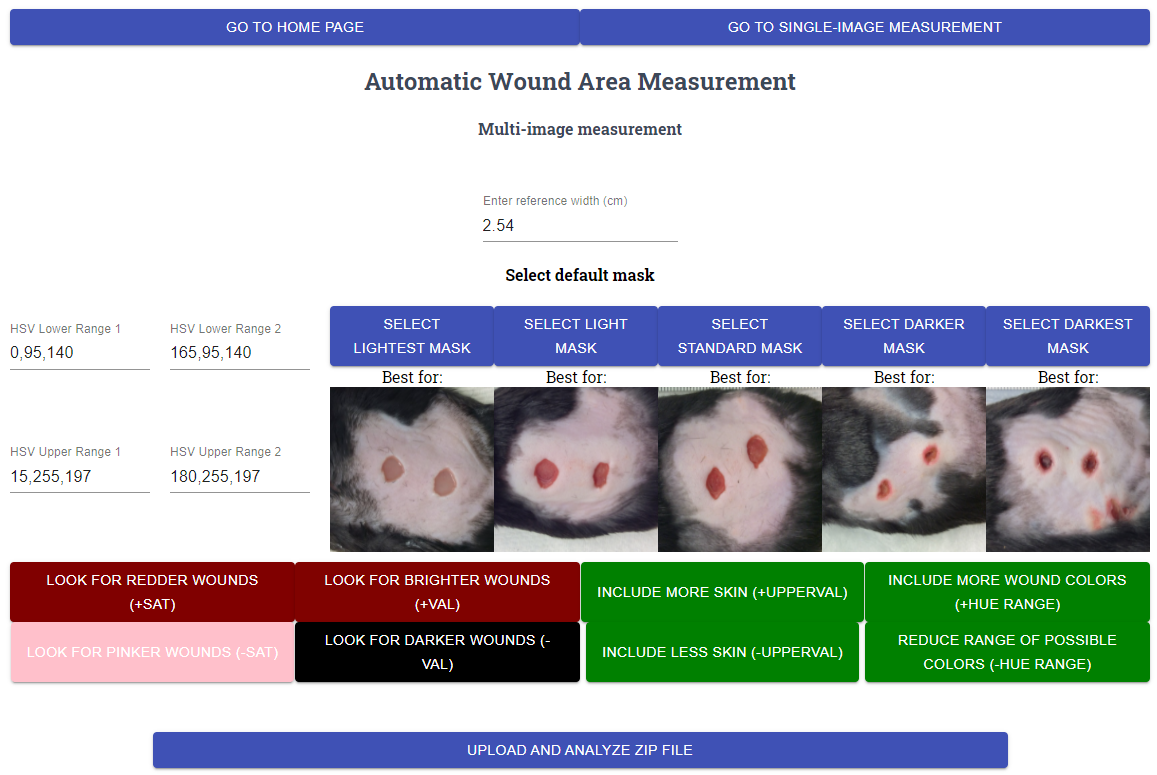 GO TO HOME PAGE
GO TO SINGLE-IMAGE MEASUREMENT
Automatic Wound Area Measurement
Multi-image measurement
Enter reference width (cm)
2.54
Select default mask
HSV Lower Range 1
0,95,140
HSV Lower Range 2
165,95,140
HSV Upper Range 1
15,255,197
HSV Upper Range 2
180,255,197
SELECT
LIGHTEST MASK
Best for:
SELECT LIGHT
MASK
Best for:
SELECT
STANDARD MASK
Best for:
SELECT DARKER
MASK
Best for:
SELECT DARKEST
MASK
Best for:
LOOK FOR REDDER WOUNDS
(+SAT)
LOOK FOR BRIGHTER WOUNDS
(+VAL)
INCLUDE MORE SKIN (+UPPERVAL)
INCLUDE MORE WOUND COLORS
(+HUE RANGE)
LOOK FOR PINKER WOUNDS (-SAT)
LOOK FOR DARKER WOUNDS (-
VAL)
INCLUDE LESS SKIN (-UPPERVAL)
REDUCE RANGE OF POSSIBLE
COLORS (-HUE RANGE)
UPLOAD AND ANALYZE ZIP FILE